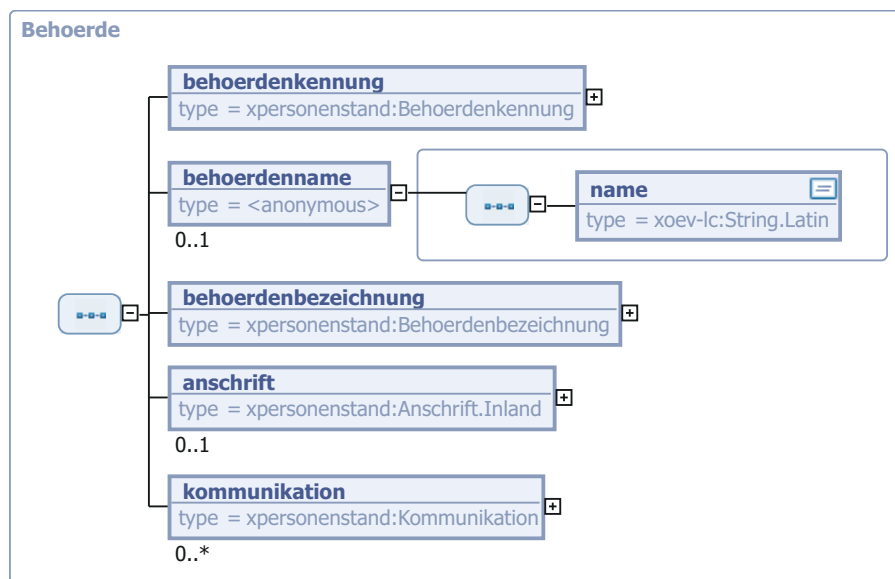 Behoerde
behoerdenkennung
type = xpersonenstand:Behoerdenkennung
behoerdenname
type = <anonymous>
0..1
name
type = xoev-lc:String.Latin
behoerdenbezeichnung
type = xpersonenstand:Behoerdenbezeichnung
anschrift
type = xpersonenstand:Anschrift.Inland
0..1
kommunikation
type = xpersonenstand:Kommunikation
0..*